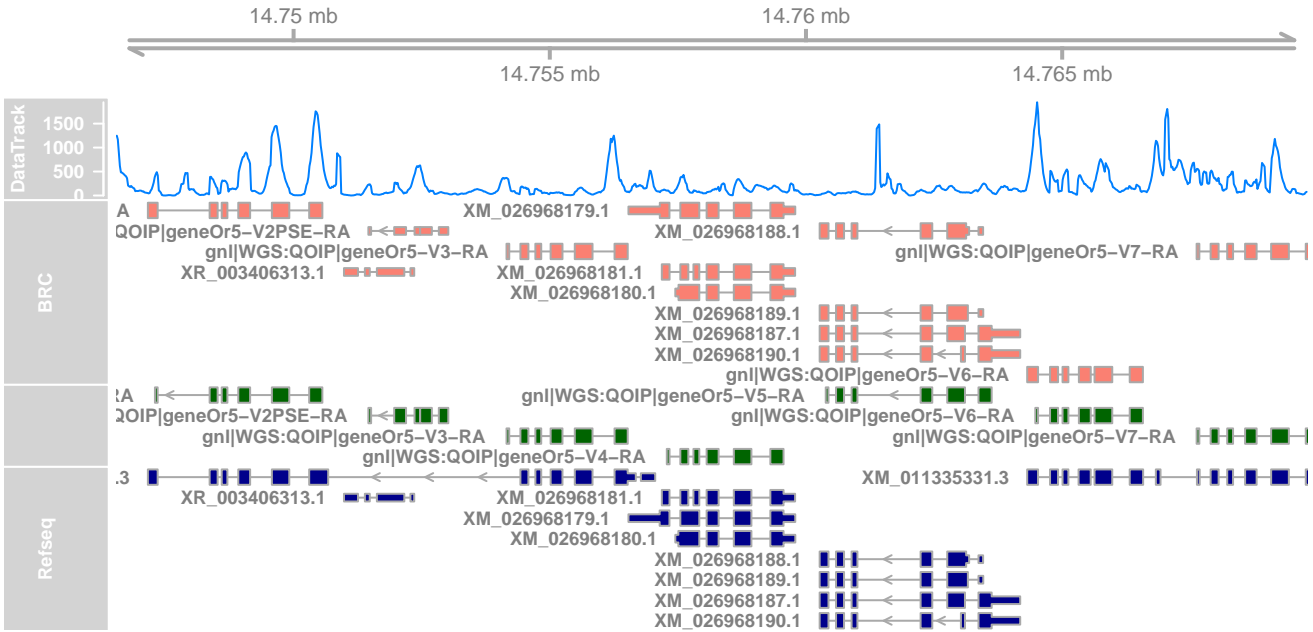 14.75 mb 14.76 mb
14.755 mb 14.765 mb
DataTrack
1500
1000
500
0
BRC
A XM_026968179.1
QOIP|geneOr5−V2PSE−RA XM_026968188.1
gnl|WGS:QOIP|geneOr5−V3−RA gnl|WGS:QOIP|geneOr5−V7−RA
XR_003406313.1 XM_026968181.1
XM_026968180.1
XM_026968189.1
XM_026968187.1
XM_026968190.1
gnl|WGS:QOIP|geneOr5−V6−RA
RA gnl|WGS:QOIP|geneOr5−V5−RA
QOIP|geneOr5−V2PSE−RA gnl|WGS:QOIP|geneOr5−V6−RA
gnl|WGS:QOIP|geneOr5−V3−RA gnl|WGS:QOIP|geneOr5−V7−RA
gnl|WGS:QOIP|geneOr5−V4−RA
Refseq
.3 XM_011335331.3
XR_003406313.1 XM_026968181.1
XM_026968179.1
XM_026968180.1
XM_026968188.1
XM_026968189.1
XM_026968187.1
XM_026968190.1